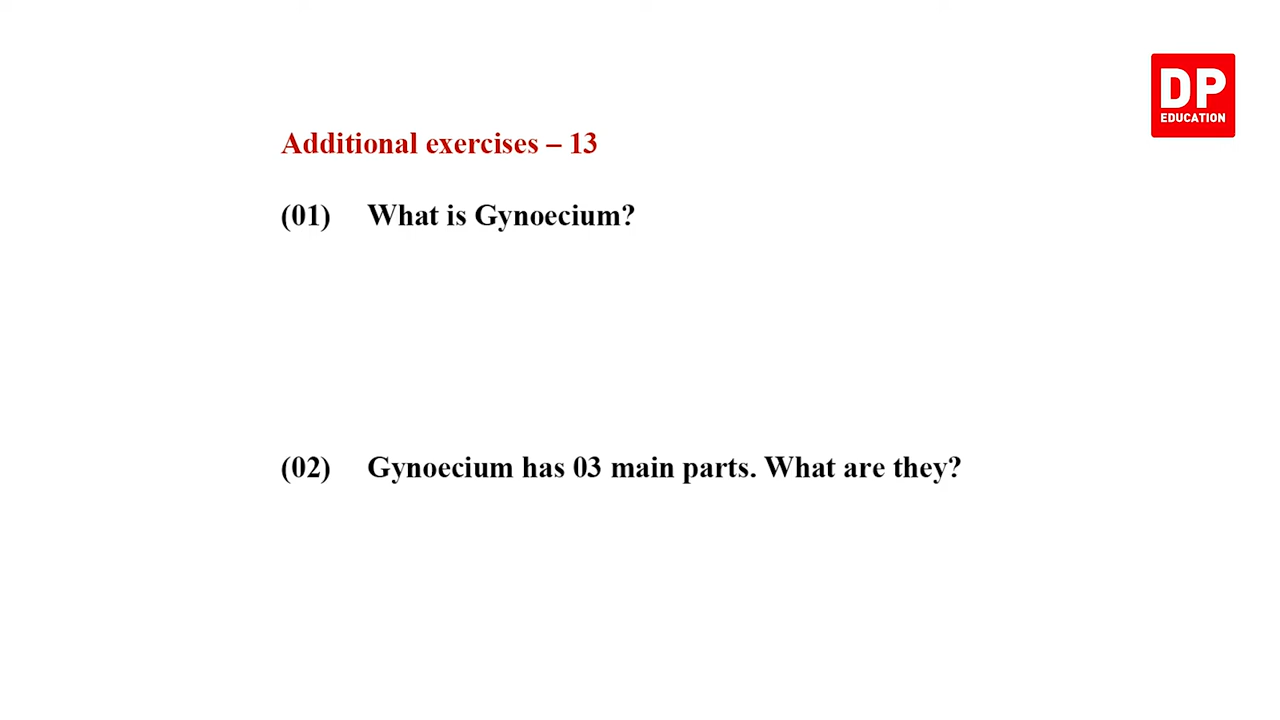 DP
EDUCATION
Additional exercises – 13
(01) What is Gynoecium?
(02) Gynoecium has 03 main parts. What are they?